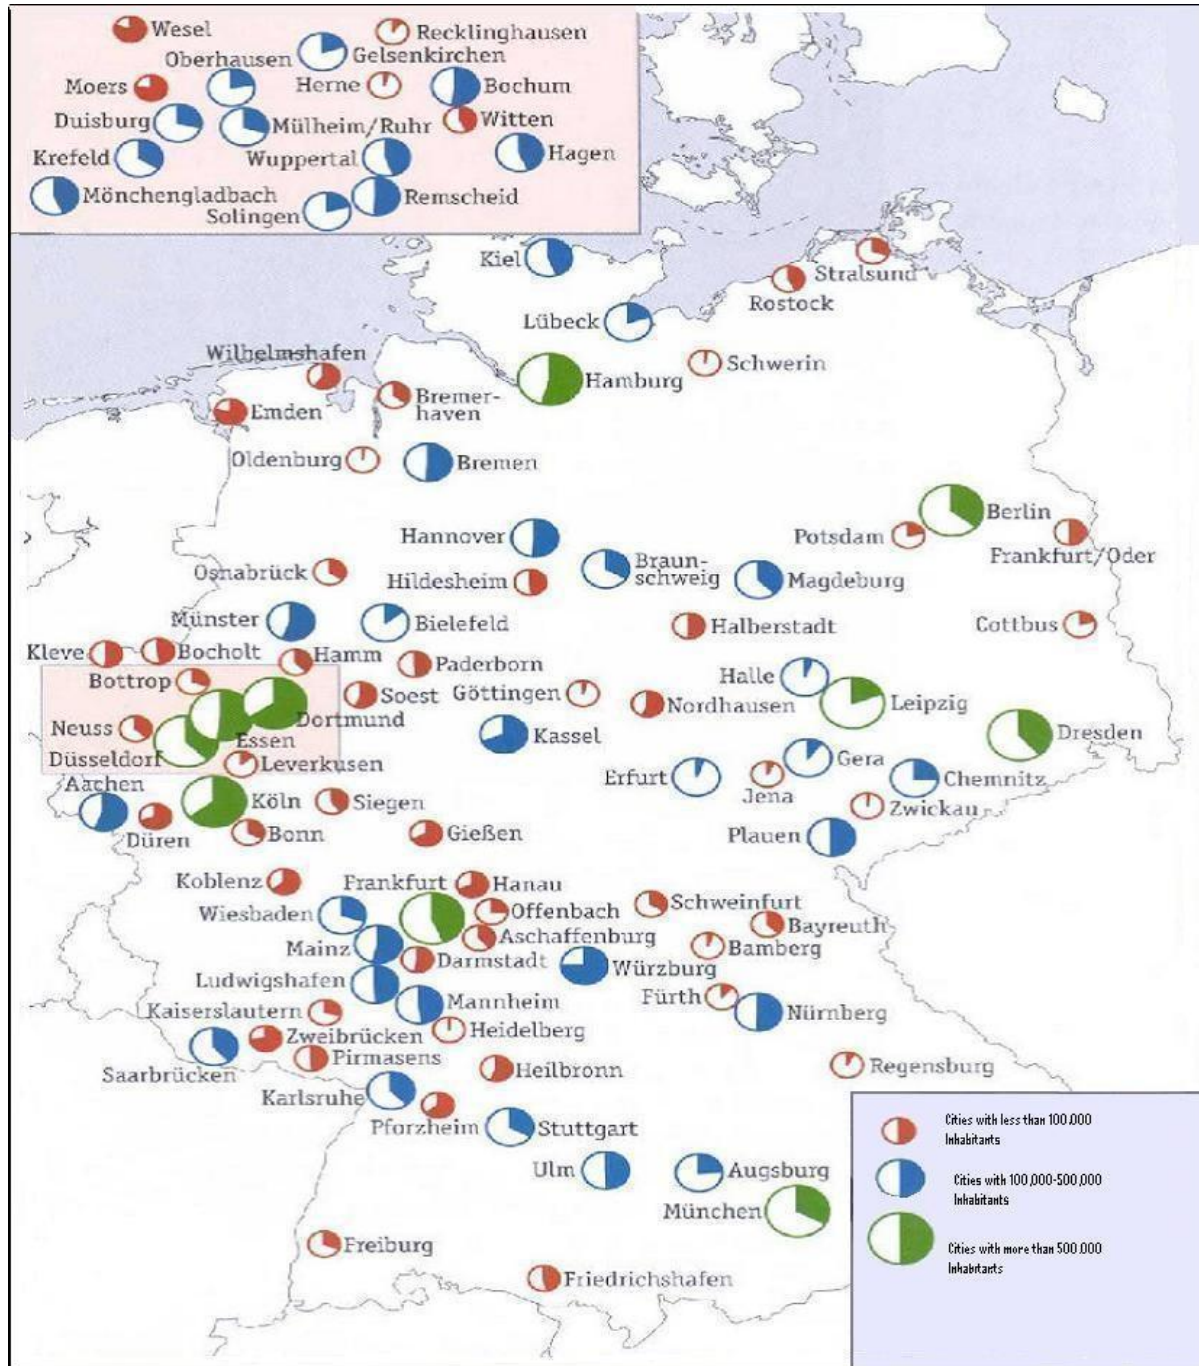 Wesel
Recklinghausen
Oberhausen
Gelsenkirchen
Moers
Herne
Bochum
Duisburg
Mülheim/Ruhr
Witten
Krefeld
Wuppertal
Hagen
Mönchengladbach
Solingen
Remscheid
Kiel
Stralsund
Rostock
Lübeck
Wilhelmshafen
Schwerin
Hamburg
Emden
Bremer-
haven
Oldenburg
Bremen
Berlin
Hannover
Potsdam
Frankfurt/Oder
Osnabrück
Hildesheim
Braun-
schweig
Magdeburg
Münster
Bielefeld
Halberstadt
Cottbus
Kleve
Bocholt
Hamm
Paderborn
Bottrop
Soest
Göttingen
Nordhausen
Halle
Leipzig
Neuss
Dortmund
Essen
Düsseldorf
Kassel
Dresden
Leverkusen
Aachen
Erfurt
Jena
Gera
Chemnitz
Köln
Siegen
Zwickau
Düren
Bonn
Gießen
Plauen
Koblenz
Frankfurt
Hanau
Wiesbaden
Offenbach
Schweinfurt
Mainz
Aschaffenburg
Bayreuth
Bamberg
Darmstadt
Würzburg
Ludwigshafen
Mannheim
Fürth
Nürnberg
Kaiserslautern
Heidelberg
Zweibrücken
Pirmasens
Saarbrücken
Heilbronn
Regensburg
Karlsruhe
Pforzheim
Stuttgart
Ulm
Augsburg
München
Freiburg
Friedrichshafen
Cities with less than 100.000
Inhabitants
Cities with 100,000-500,000
Inhabitants
Cities with more than 500.000
Inhabitants